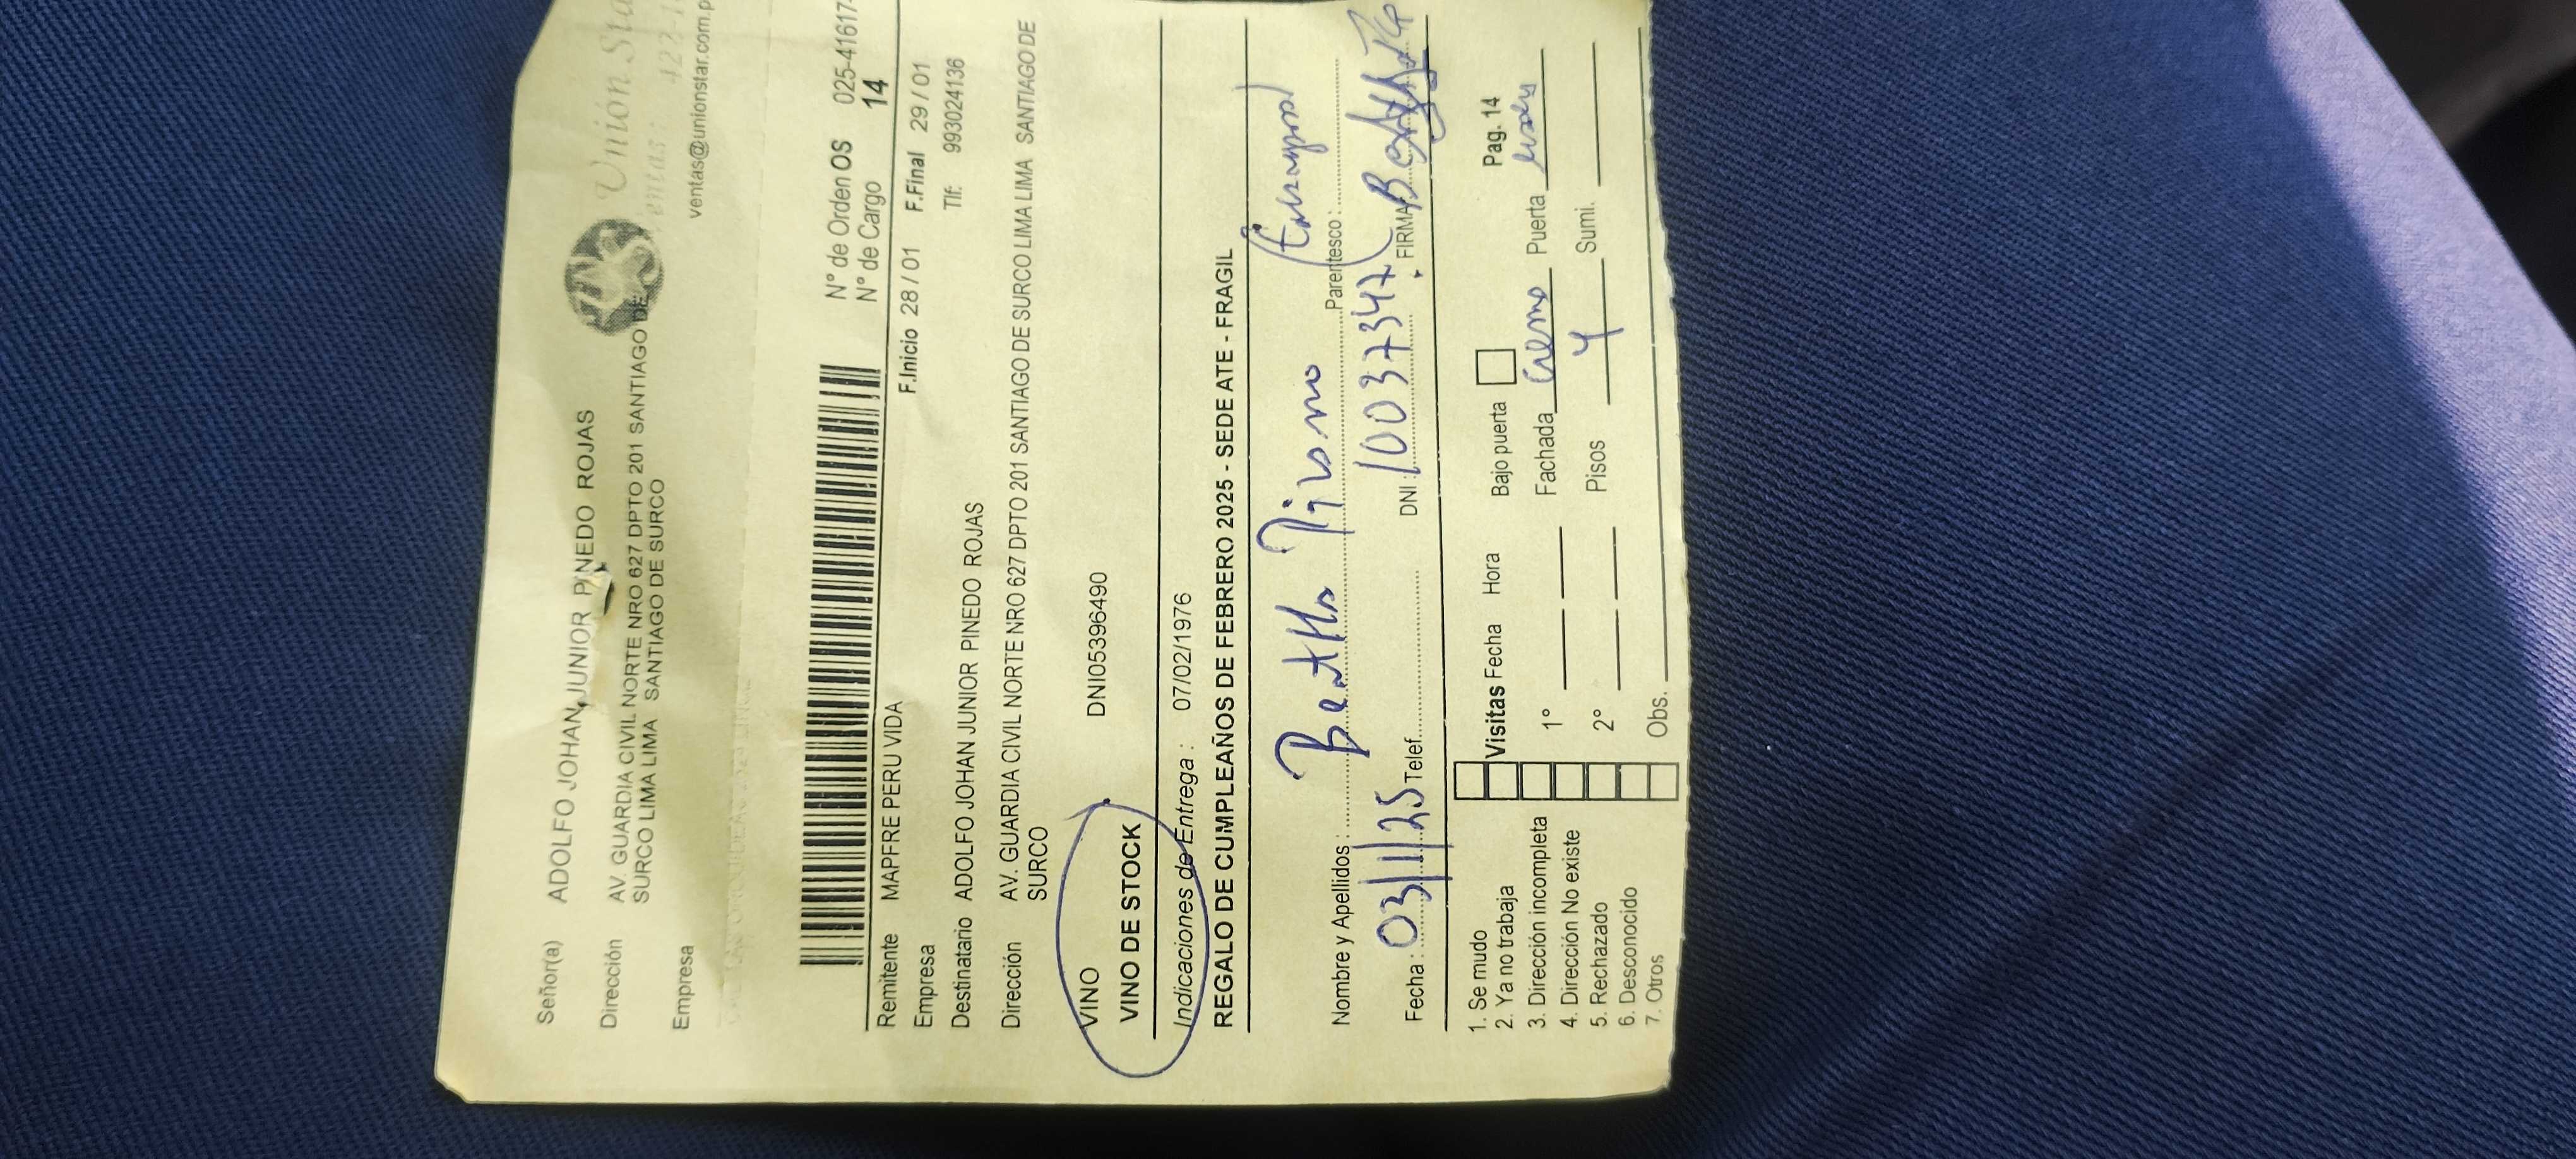 Señor(a) ADOLFO JOHAN JUNIOR PINEDO ROJAS
Dirección AV. GUARDIA CIVIL NORTE NRO 627 DPTO 201 SANTIAGO DE
SURCO LIMA LIMA SANTIAGO DE SURCO
Empresa
Unión Sta
422-1
ventas@unionstar.com.p
N° de Orden OS 025-41617-
N° de Cargo 14
Remitente MAPFRE PERU VIDA F.Inicio 28 / 01 F.Final 29 / 01
Empresa Tlf: 993024136
Destinatario ADOLFO JOHAN JUNIOR PINEDO ROJAS
Dirección AV. GUARDIA CIVIL NORTE NRO 627 DPTO 201 SANTIAGO DE SURCO LIMA LIMA SANTIAGO DE
SURCO
VINO DNI05396490
VINO DE STOCK
Indicaciones de Entrega : 07/02/1976
REGALO DE CUMPLEAÑOS DE FEBRERO 2025 - SEDE ATE - FRAGIL
Nombre y Apellidos : Parentesco :
Fecha : 03/1/25 Telef. DNI : 10037347 FIRMA
1. Se mudo
2. Ya no trabaja Visitas Fecha Hora Bajo puerta Pag. 14
3. Dirección incompleta 1° Fachada crema Puerta
4. Dirección No existe
5. Rechazado 2° Pisos 4 Sumi.
6. Desconocido
7. Otros Obs.